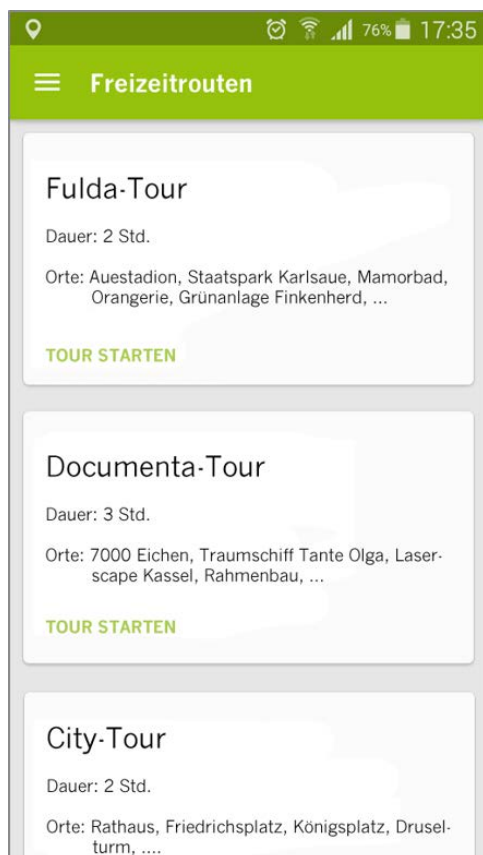 76% 17:35
Freizeitrouten
Fulda-Tour
Dauer: 2 Std.
Orte: Auestadion, Staatspark Karlsaue, Mamorbad,
Orangerie, Grünanlage Finkenherd, ...
TOUR STARTEN
Documenta-Tour
Dauer: 3 Std.
Orte: 7000 Eichen, Traumschiff Tante Olga, Laser-
scape Kassel, Rahmenbau, ...
TOUR STARTEN
City-Tour
Dauer: 2 Std.
Orte: Rathaus, Friedrichsplatz, Königsplatz, Drusel-
turm, ....